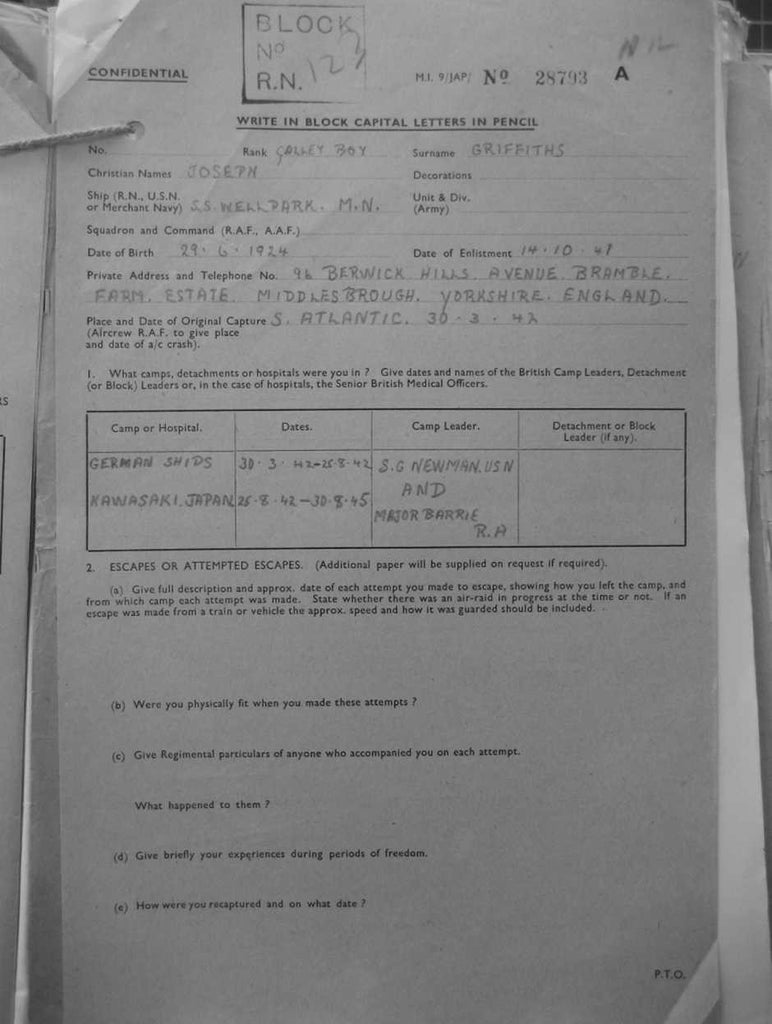 BLOCK
Nº
R.N. 127
CONFIDENTIAL
M.I. 9/JAP/ Nº 28793 A
WRITE IN BLOCK CAPITAL LETTERS IN PENCIL
No. Rank GALLEY BOY Surname GRIFFITHS
Christian Names JOSEPH Decorations
Ship (R.N., U.S.N. or Merchant Navy) S.S. WELLPARK. M.N. Unit & Div. (Army)
Squadron and Command (R.A.F., A.A.F.)
Date of Birth 29·6·1924 Date of Enlistment 14·10·41
Private Address and Telephone No. 96 BERWICK HILLS. AVENUE. BRAMBLE.
FARM. ESTATE. MIDDLESBROUGH. YORKSHIRE. ENGLAND.
Place and Date of Original Capture S. ATLANTIC. 30·3·42
(Aircrew R.A.F. to give place
and date of a/c crash).
1. What camps, detachments or hospitals were you in ? Give dates and names of the British Camp Leaders, Detachment
(or Block) Leaders or, in the case of hospitals, the Senior British Medical Officers.
Camp or Hospital. Dates. Camp Leader. Detachment or Block Leader (if any).
GERMAN SHIPS 30·3·42–25·8·42 S.G NEWMAN. USN
AND
KAWASAKI. JAPAN 25·8·42–30·8·45
MAJOR BARRIE
R.A
2. ESCAPES OR ATTEMPTED ESCAPES. (Additional paper will be supplied on request if required).
(a) Give full description and approx. date of each attempt you made to escape, showing how you left the camp, and
from which camp each attempt was made. State whether there was an air-raid in progress at the time or not. If an
escape was made from a train or vehicle the approx. speed and how it was guarded should be included.
(b) Were you physically fit when you made these attempts ?
(c) Give Regimental particulars of anyone who accompanied you on each attempt.
What happened to them ?
(d) Give briefly your experiences during periods of freedom.
(e) How were you recaptured and on what date ?
P.T.O.